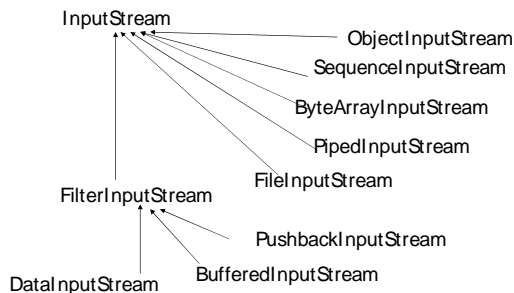 InputStream
ObjectInputStream
SequenceInputStream
ByteArrayInputStream
PipedInputStream
FileInputStream
FilterInputStream
PushbackInputStream
BufferedInputStream
DataInputStream